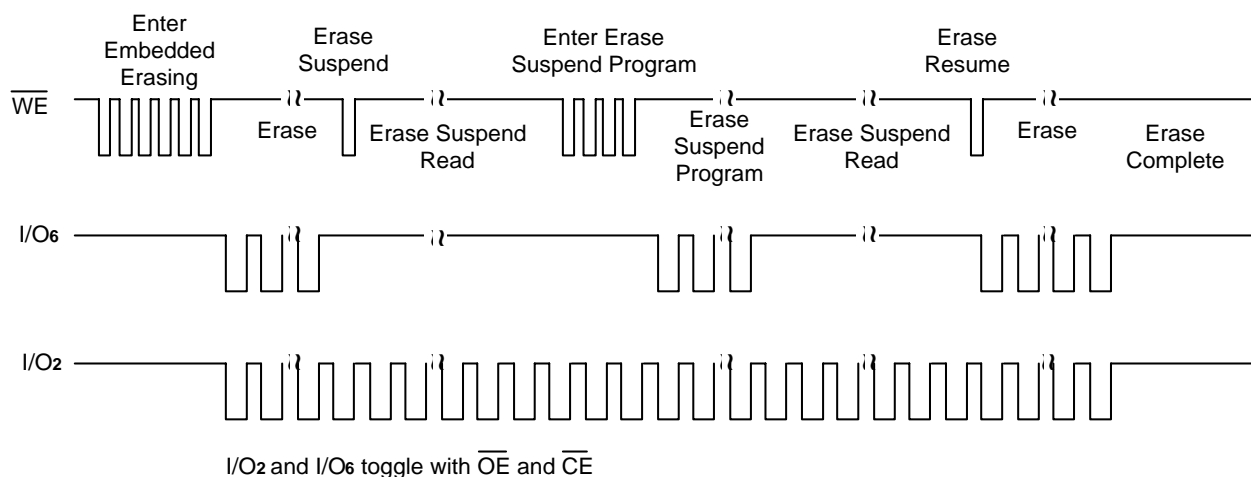 Enter
Embedded
Erasing
Erase
Suspend
Enter Erase
Suspend Program
Erase
Resume
WE
Erase
Erase Suspend
Read
Erase
Suspend
Program
Erase Suspend
Read
Erase
Erase
Complete
I/O6
I/O2
I/O2 and I/O6 toggle with OE and CE